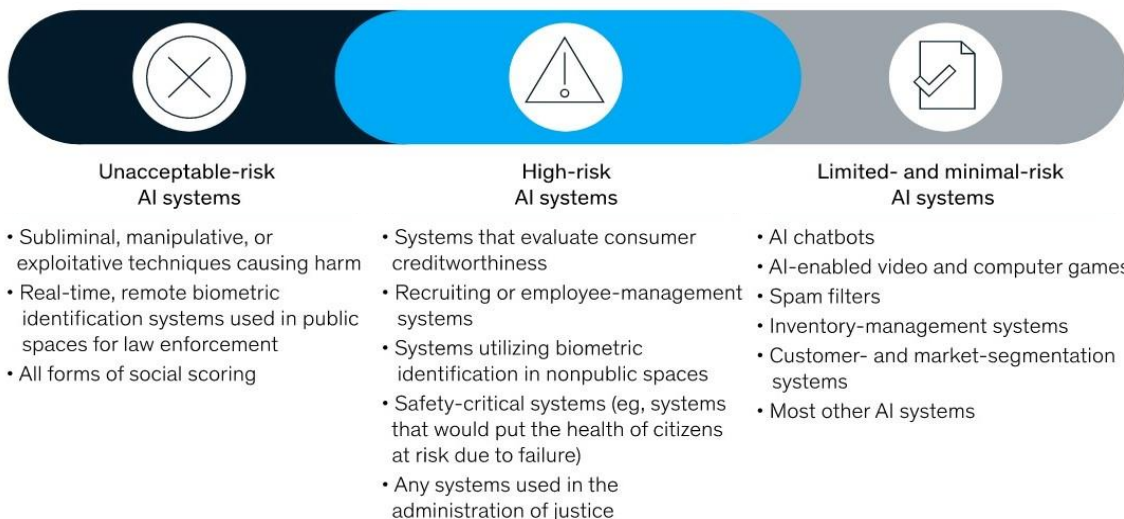 Unacceptable-risk
AI systems
• Subliminal, manipulative, or
exploitative techniques causing harm
• Real-time, remote biometric
identification systems used in public
spaces for law enforcement
• All forms of social scoring
High-risk
AI systems
• Systems that evaluate consumer
creditworthiness
• Recruiting or employee-management
systems
• Systems utilizing biometric
identification in nonpublic spaces
• Safety-critical systems (eg, systems
that would put the health of citizens
at risk due to failure)
• Any systems used in the
administration of justice
Limited- and minimal-risk
AI systems
• AI chatbots
• AI-enabled video and computer games
• Spam filters
• Inventory-management systems
• Customer- and market-segmentation
systems
• Most other AI systems